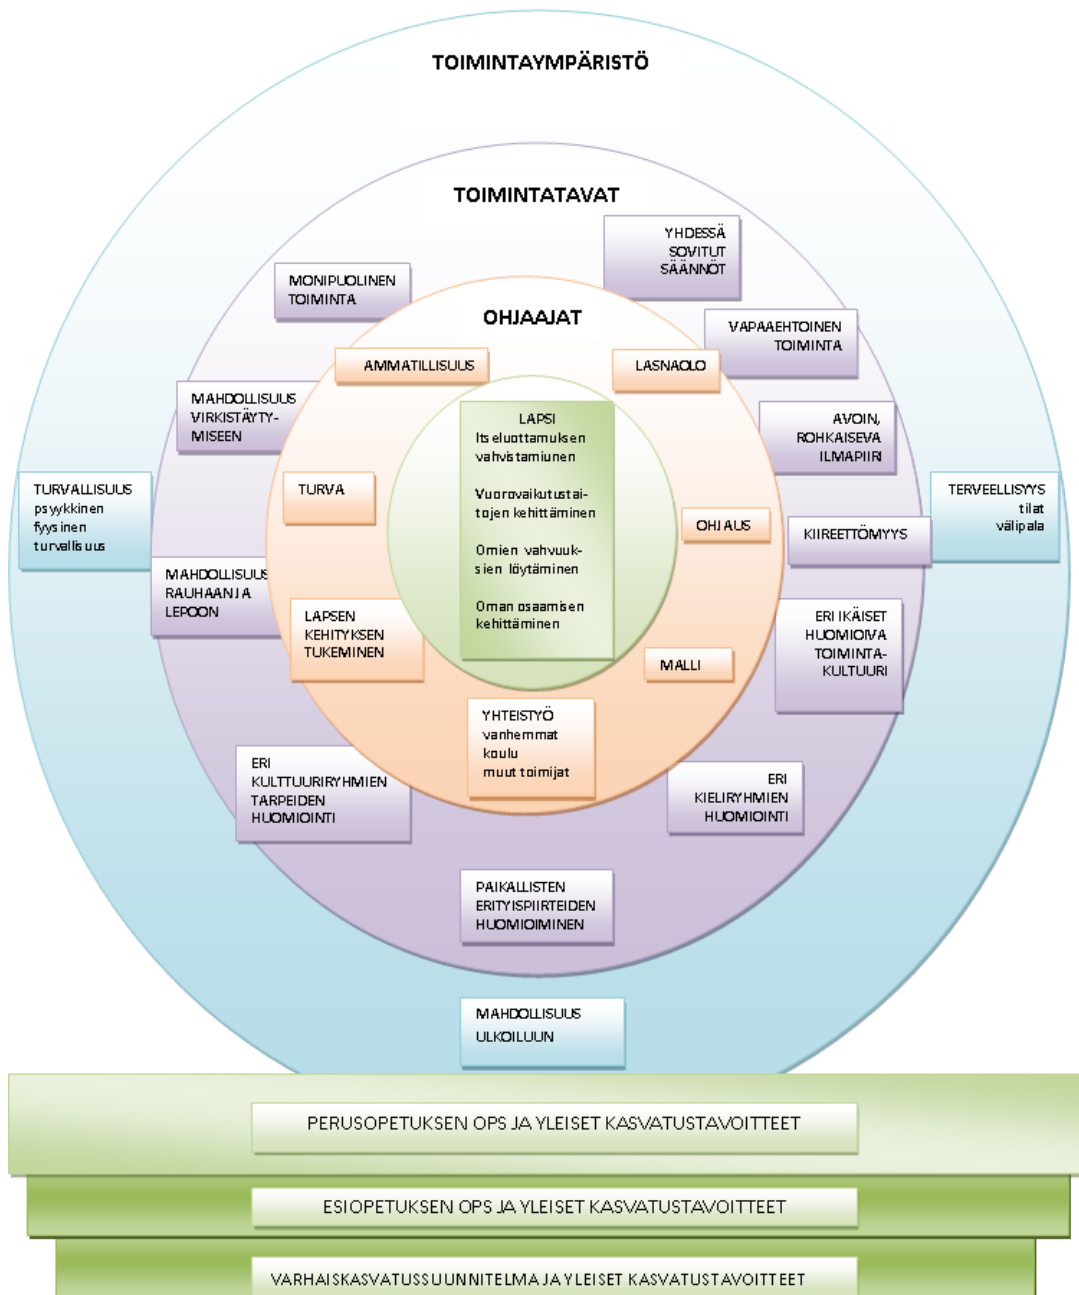 TOIMINTAYMPÄRISTÖ
TOIMINTATAVAT
YHDESSÄ
SOVITUT
SÄÄNNÖT
MONIPUOLINEN
TOIMINTA
OHJAAJAT
VAPAAEHTOINEN
TOIMINTA
AMMATILLISUUS
LASNAOLO
MAHDOLLISUUS
VIRKISTÄYTY-
MISEEN
AVOIN,
ROHKAISEVA
ILMAPIIRI
LAPSI
Itseluottamuksen
vahvistamiunen
Vuorovaikutustai-
tojen kehittäminen
Omien vahvuuk-
sien löytäminen
Oman osaamisen
kehittäminen
TURVALLISUUS
psyykkinen
fyysinen
turvallisuus
TURVA
OHJAUS
KIIREETTÖMYYS
TERVEELLISYYS
tilat
välipala
MAHDOLLISUUS
RAUHAAN JA
LEPOON
LAPSEN
KEHITYKSEN
TUKEMINEN
MALLI
ERI IKÄISET
HUOMIOIVA
TOIMINTA-
KULTUURI
YHTEISTYÖ
vanhemmat
koulu
muut toimijat
ERI
KULTTUURIRYHMIEN
TARPEIDEN
HUOMIOINTI
ERI
KIELIRYHMIEN
HUOMIOINTI
PAIKALLISTEN
ERITYISPIIRTEIDEN
HUOMIOIMINEN
MAHDOLLISUUS
ULKOILUUN
PERUSOPETUKSEN OPS JA YLEISET KASVATUSTAVOITTEET
ESIOPETUKSEN OPS JA YLEISET KASVATUSTAVOITTEET
VARHAISKASVATUSSUUNNITELMA JA YLEISET KASVATUSTAVOITTEET